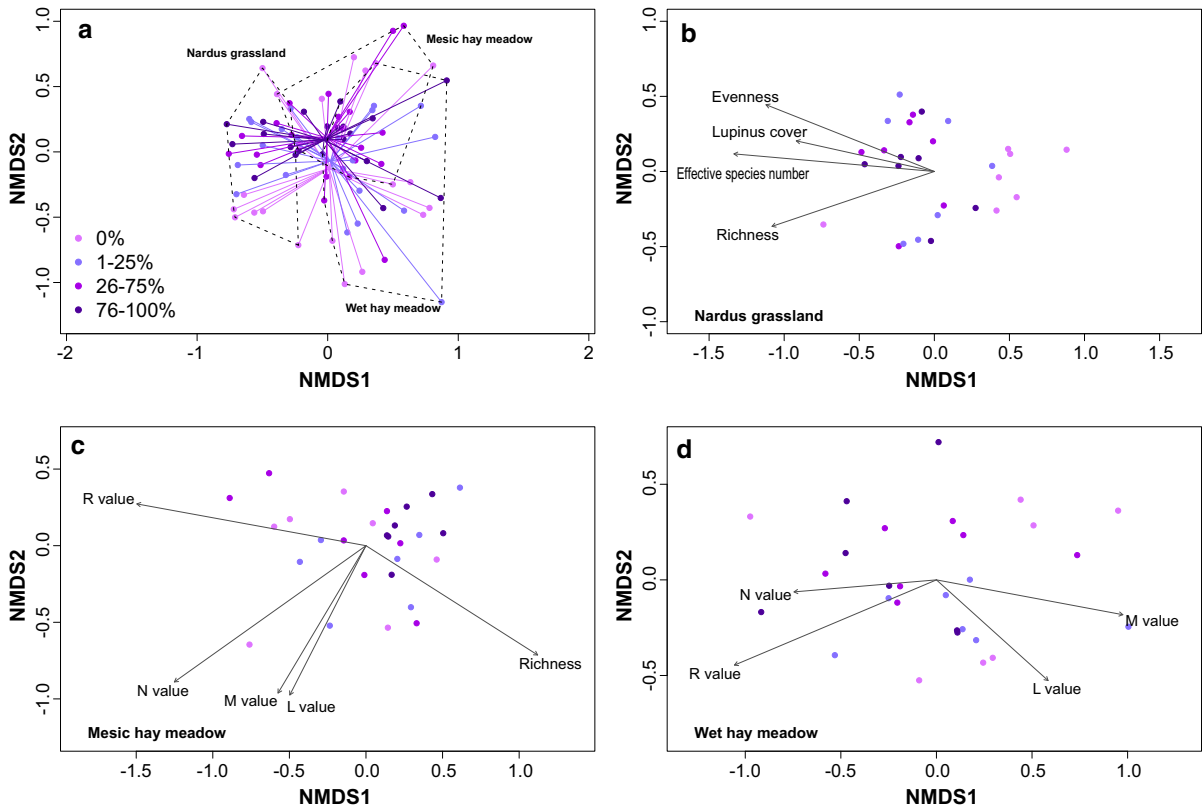 a
Nardus grassland
Mesic hay meadow
Wet hay meadow
0%
1-25%
26-75%
76-100%
1.0
0.5
0.0
-0.5
-1.0
NMDS2
-2
-1
0
1
2
NMDS1
b
Evenness
Lupinus cover
Effective species number
Richness
Nardus grassland
1.0
0.5
0.0
-0.5
-1.0
NMDS2
-1.5
-1.0
-0.5
0.0
0.5
1.0
1.5
NMDS1
c
R value
N value
M value
L value
Richness
Mesic hay meadow
0.5
0.0
-0.5
-1.0
NMDS2
-1.5
-1.0
-0.5
0.0
0.5
1.0
NMDS1
d
N value
R value
M value
L value
Wet hay meadow
0.5
0.0
-0.5
NMDS2
-1.0
-0.5
0.0
0.5
1.0
NMDS1